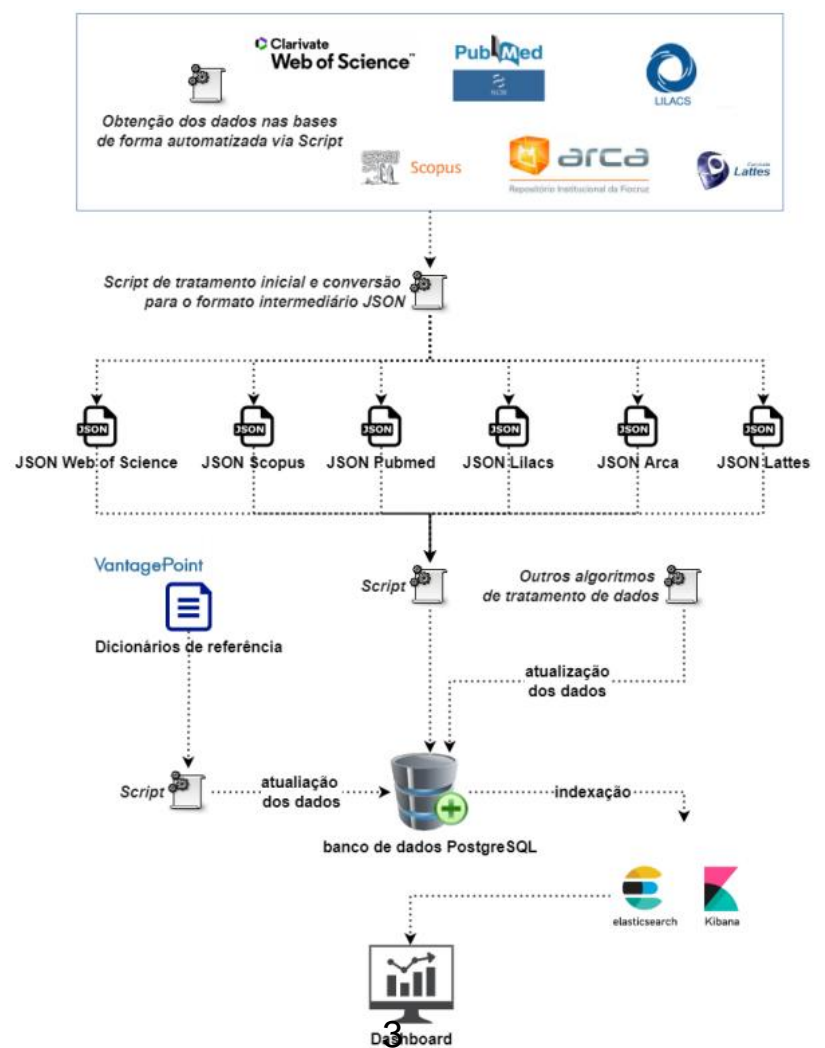 Clarivate
Web of Science™
PubMed
NCBI
LILACS
Obtenção dos dados nas bases
de forma automatizada via Script
Scopus
arca
Repositório Institucional da Fiocruz
Currículo
Lattes
Script de tratamento inicial e conversão
para o formato intermediário JSON
JSON
JSON
JSON
JSON
JSON
JSON
JSON Web of Science
JSON Scopus
JSON Pubmed
JSON Lilacs
JSON Arca
JSON Lattes
VantagePoint
Dicionários de referência
Script
Outros algoritmos
de tratamento de dados
atualização
dos dados
Script
atualiação
dos dados
indexação
banco de dados PostgreSQL
elasticsearch
Kibana
Dashboard
3